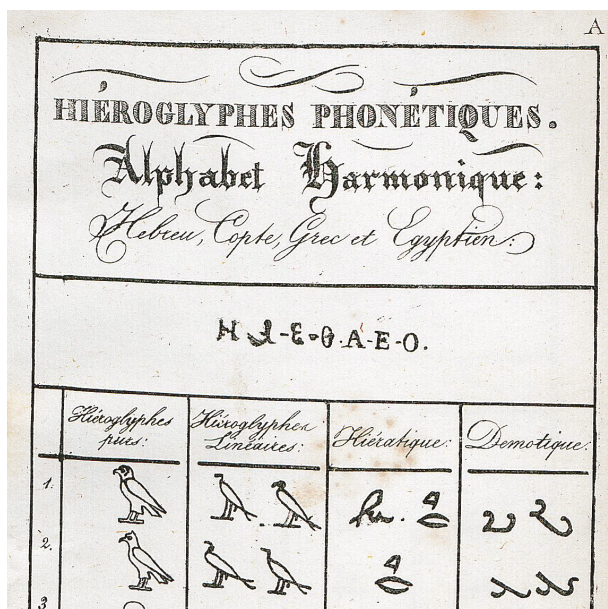 A
HIÉROGLYPHES PHONÉTIQUES.
Alphabet Harmonique:
Hebreu, Copte, Grec et Egyptien:
A-E-O.
Hiéroglyphes purs:
Hiéroglyphes Linéaires:
Hiératique:
Demotique:
1.
2.
3